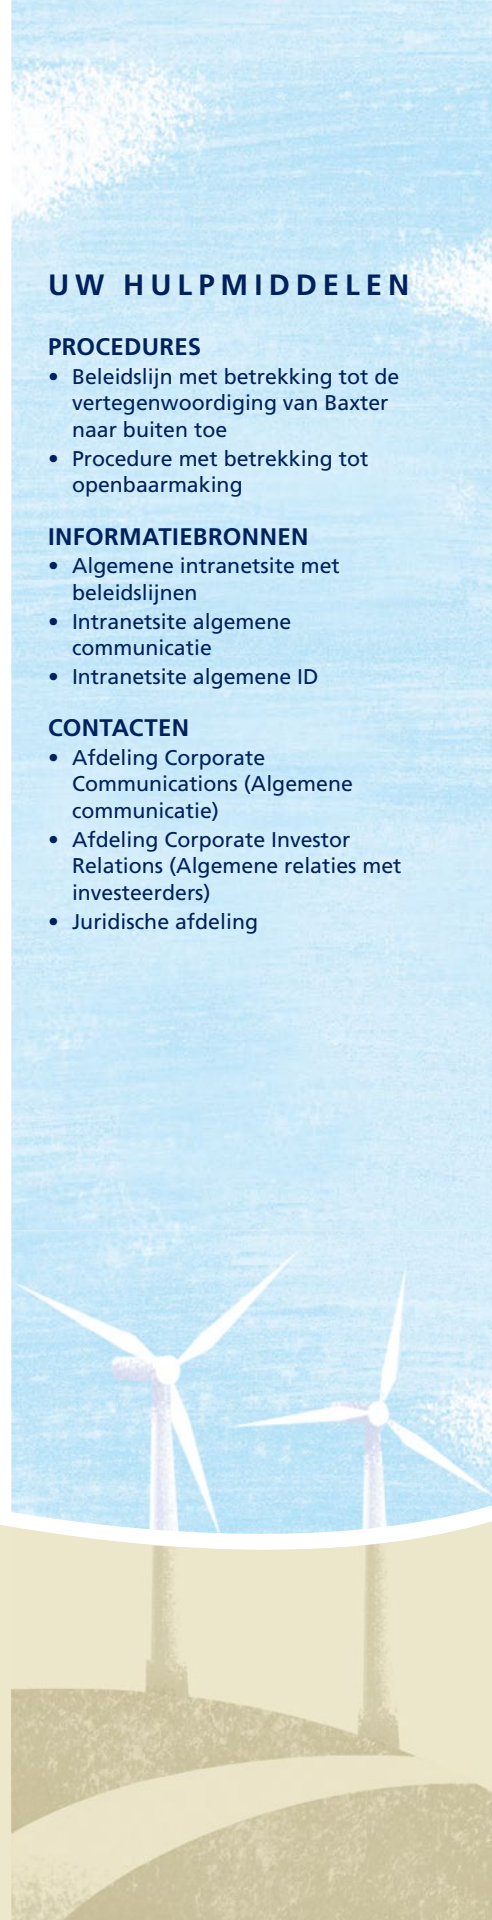 UW HULPMIDDELEN
PROCEDURES
• Beleidslijn met betrekking tot de
vertegenwoordiging van Baxter
naar buiten toe
• Procedure met betrekking tot
openbaarmaking
INFORMATIEBRONNEN
• Algemene intranetsite met
beleidslijnen
• Intranetsite algemene
communicatie
• Intranetsite algemene ID
CONTACTEN
• Afdeling Corporate
Communications (Algemene
communicatie)
• Afdeling Corporate Investor
Relations (Algemene relaties met
investeerders)
• Juridische afdeling